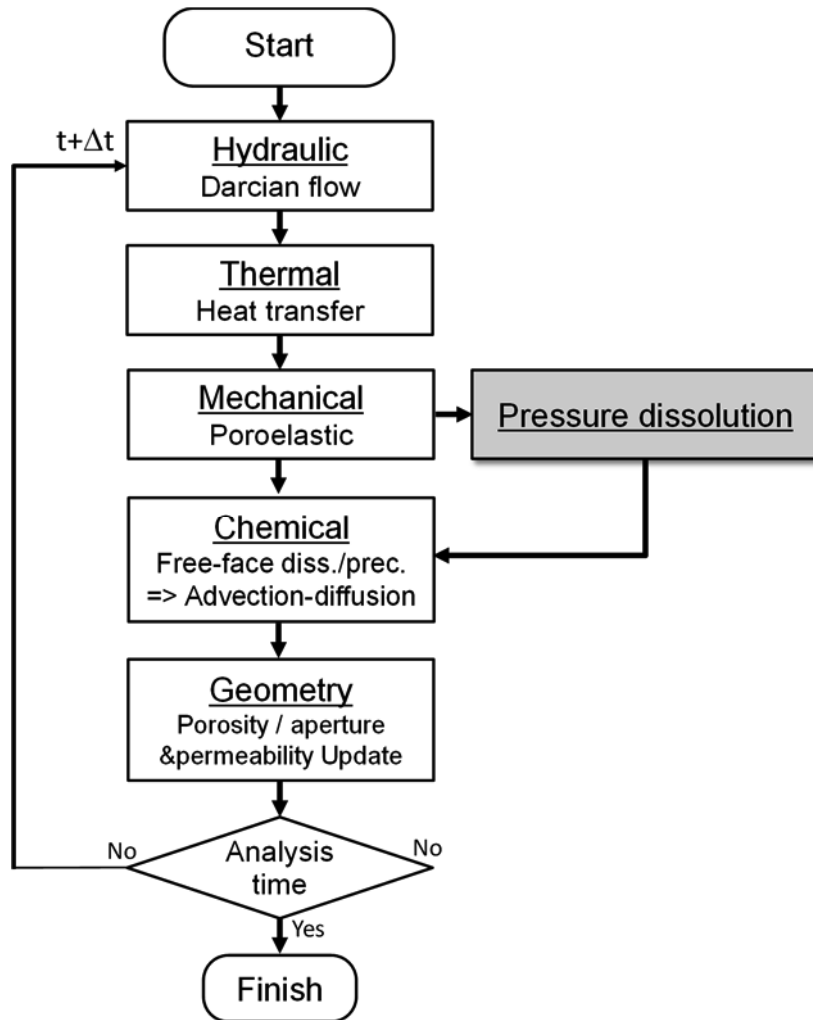 Start
t+Δt
Hydraulic
Darcian flow
Thermal
Heat transfer
Mechanical
Poroelastic
Pressure dissolution
Chemical
Free-face diss./prec.
=> Advection-diffusion
Geometry
Porosity / aperture
&permeability Update
No
Analysis
time
No
Yes
Finish